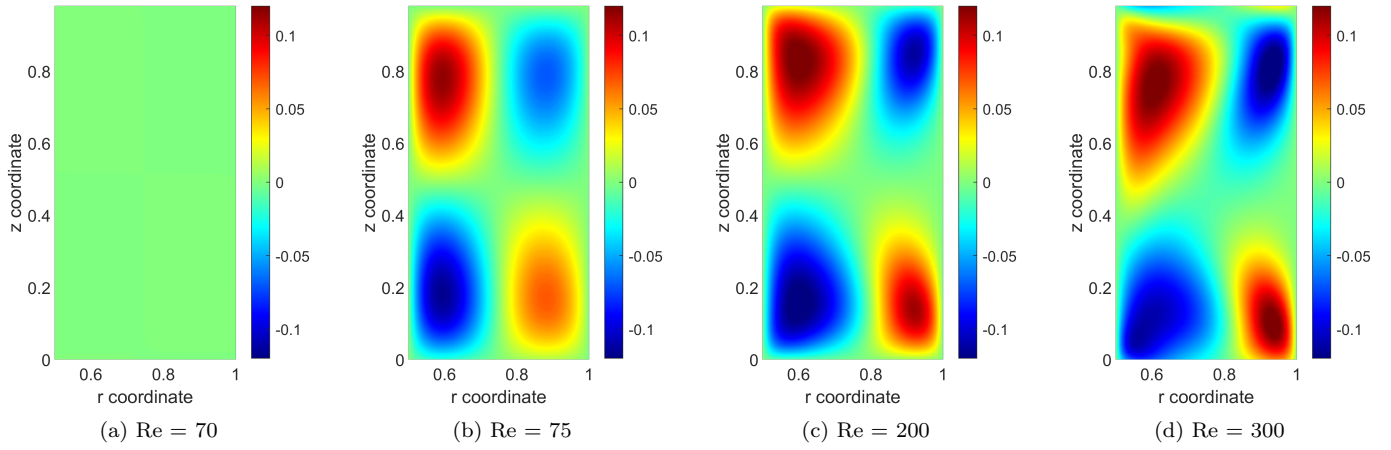 0.8
0.6
0.4
0.2
0
z coordinate
0.6 0.8 1
r coordinate
0.1
0.05
0
-0.05
-0.1
(a) Re = 70
0.8
0.6
0.4
0.2
0
z coordinate
0.6 0.8 1
r coordinate
0.1
0.05
0
-0.05
-0.1
(b) Re = 75
0.8
0.6
0.4
0.2
0
z coordinate
0.6 0.8 1
r coordinate
0.1
0.05
0
-0.05
-0.1
(c) Re = 200
0.8
0.6
0.4
0.2
0
z coordinate
0.6 0.8 1
r coordinate
0.1
0.05
0
-0.05
-0.1
(d) Re = 300